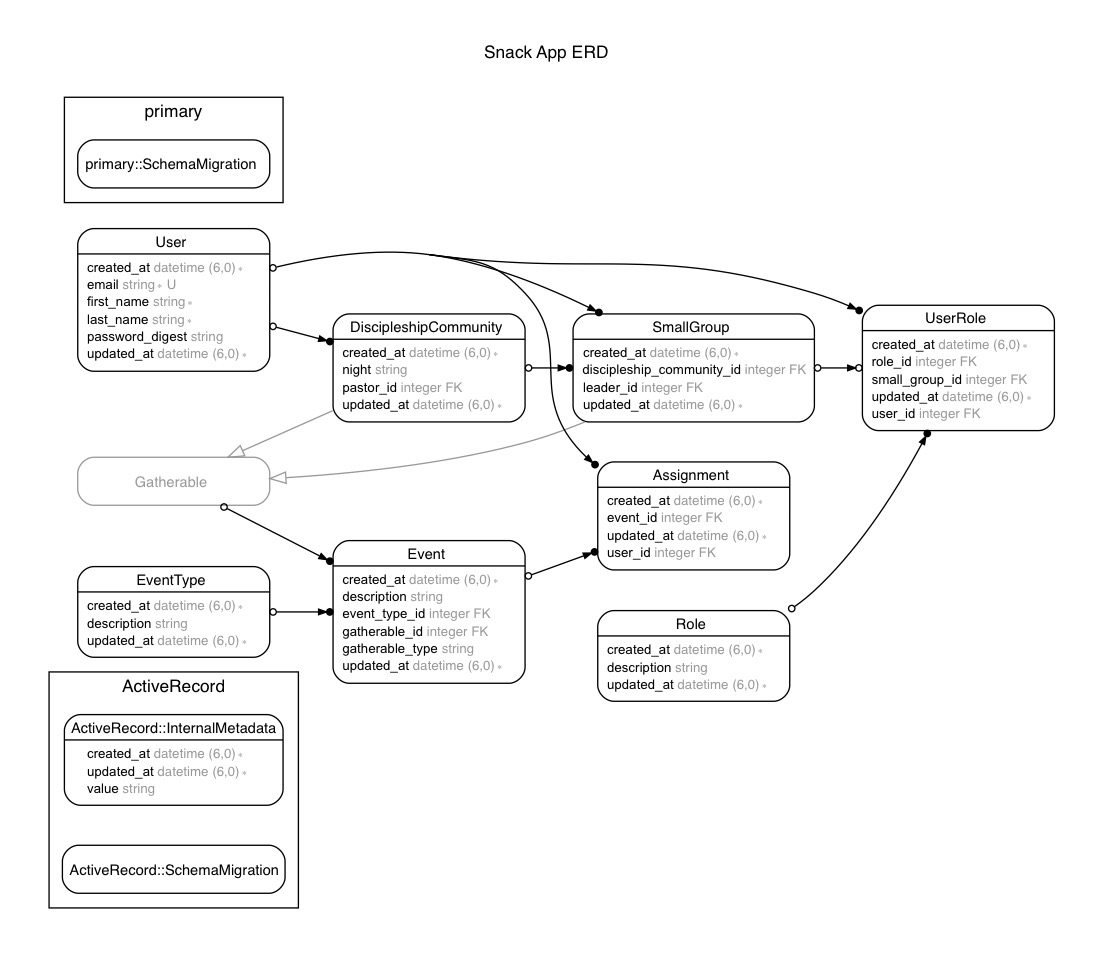 Snack App ERD
primary
primary::SchemaMigration
User
created_at datetime (6,0) *
email string * U
first_name string *
last_name string *
password_digest string
updated_at datetime (6,0) *
DiscipleshipCommunity
created_at datetime (6,0) *
night string
pastor_id integer FK
updated_at datetime (6,0) *
SmallGroup
created_at datetime (6,0) *
discipleship_community_id integer FK
leader_id integer FK
updated_at datetime (6,0) *
UserRole
created_at datetime (6,0) *
role_id integer FK
small_group_id integer FK
updated_at datetime (6,0) *
user_id integer FK
Gatherable
Assignment
created_at datetime (6,0) *
event_id integer FK
updated_at datetime (6,0) *
user_id integer FK
Event
created_at datetime (6,0) *
description string
event_type_id integer FK
gatherable_id integer FK
gatherable_type string
updated_at datetime (6,0) *
EventType
created_at datetime (6,0) *
description string
updated_at datetime (6,0) *
Role
created_at datetime (6,0) *
description string
updated_at datetime (6,0) *
ActiveRecord
ActiveRecord::InternalMetadata
created_at datetime (6,0) *
updated_at datetime (6,0) *
value string
ActiveRecord::SchemaMigration